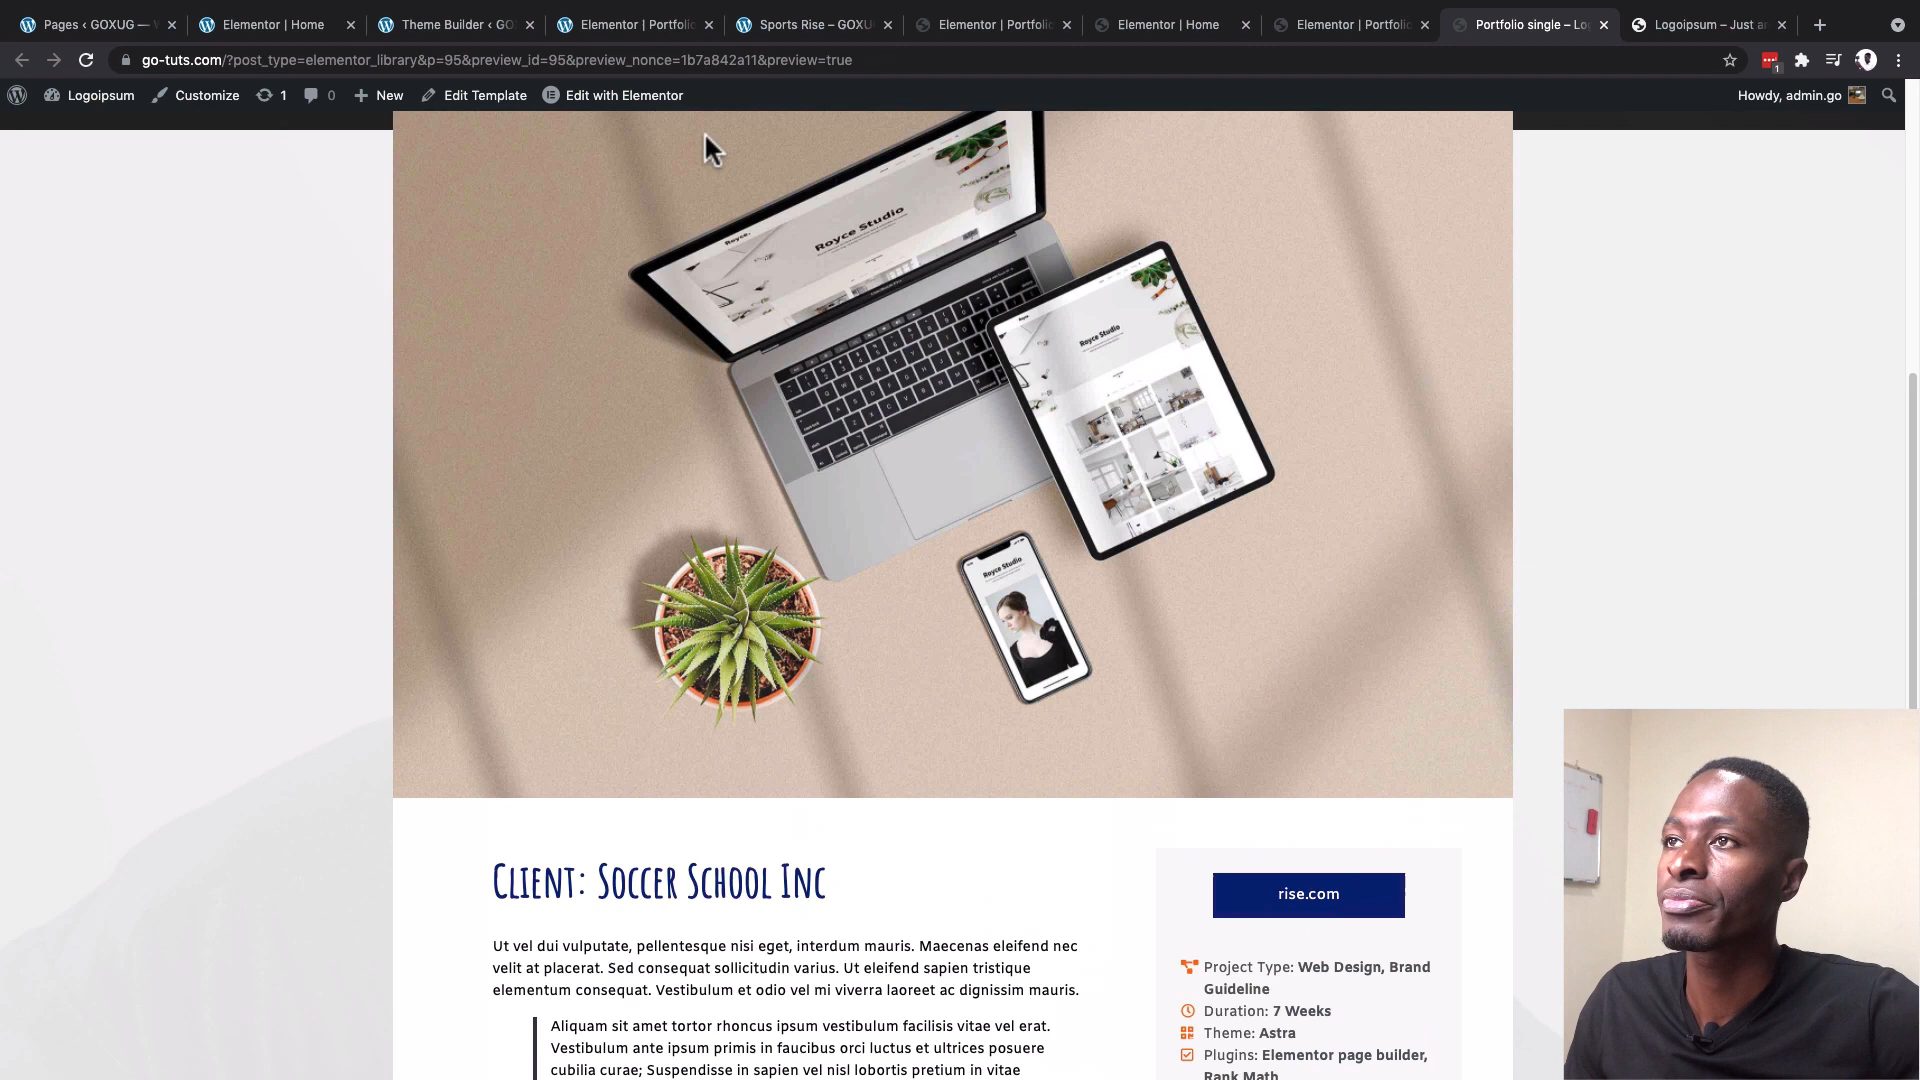 Pages ‹ GOXUG — W
Elementor | Home
Theme Builder ‹ GO
Elementor | Portfolio
Sports Rise – GOXU
Elementor | Portfolio
Elementor | Home
Elementor | Portfolio
Portfolio single – Lo
Logoipsum – Just a
go-tuts.com/?post_type=elementor_library&p=95&preview_id=95&preview_nonce=1b7a842a11&preview=true
1
Logoipsum
Customize
1
0
New
Edit Template
Edit with Elementor
Howdy, admin.go
Royce.
Royce Studio
Royce Studio
Royce Studio
Client: Soccer School Inc
Ut vel dui vulputate, pellentesque nisi eget, interdum mauris. Maecenas eleifend nec
velit at placerat. Sed consequat sollicitudin varius. Ut eleifend sapien tristique
elementum consequat. Vestibulum et odio vel mi viverra laoreet ac dignissim mauris.
Aliquam sit amet tortor rhoncus ipsum vestibulum facilisis vitae vel erat.
Vestibulum ante ipsum primis in faucibus orci luctus et ultrices posuere
cubilia curae; Suspendisse in sapien vel nisl lobortis pretium in vitae
rise.com
Project Type: Web Design, Brand
Guideline
Duration: 7 Weeks
Theme: Astra
Plugins: Elementor page builder,
Rank Math